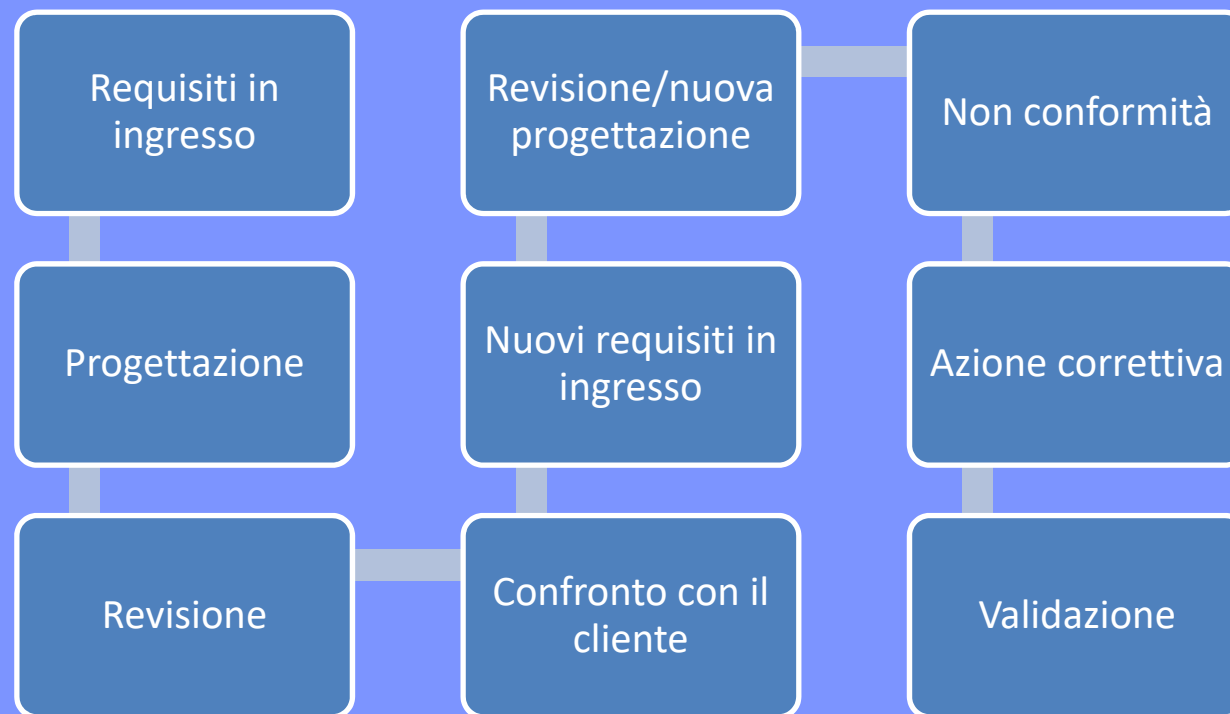 Requisiti in
ingresso
Progettazione
Revisione
Confronto con il
cliente
Nuovi requisiti in
ingresso
Revisione/nuova
progettazione
Non conformità
Azione correttiva
Validazione